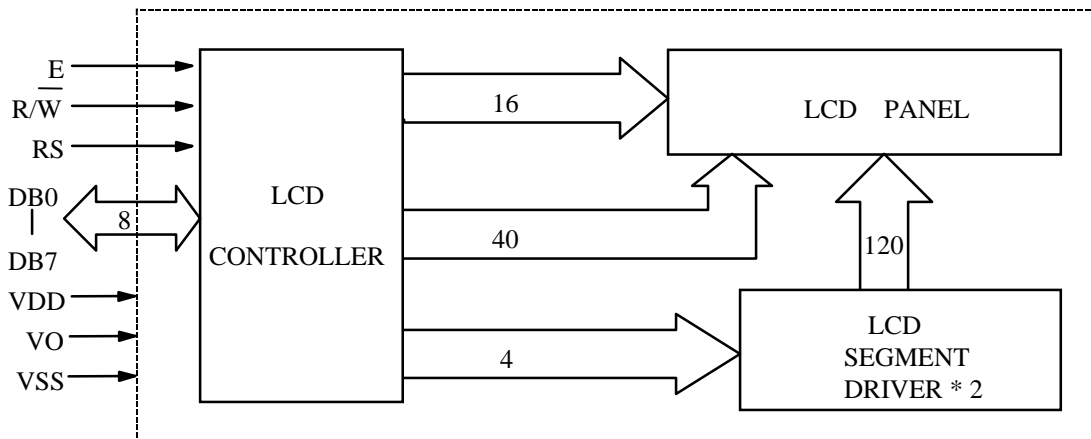 E
R/W̅
RS
DB0
DB7
VDD
VO
VSS
8
LCD
CONTROLLER
16
40
4
LCD PANEL
120
LCD
SEGMENT
DRIVER * 2